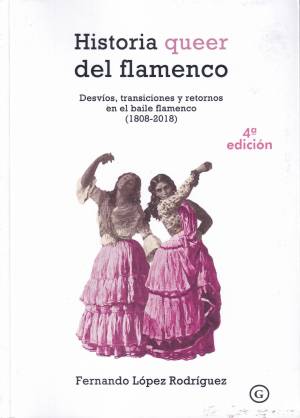 Historia queer
del flamenco
Desvíos, transiciones y retornos
en el baile flamenco
(1808-2018)
4ª
edición
Fernando López Rodríguez
G